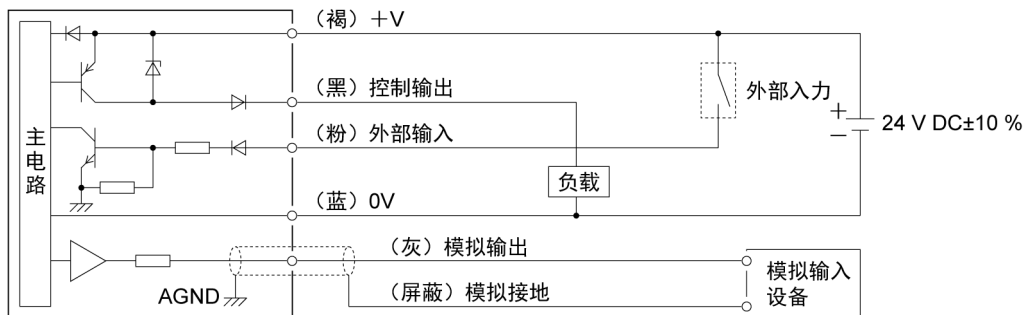 主电路
（褐）＋V
（黑）控制输出
（粉）外部输入
（蓝）0V
（灰）模拟输出
（屏蔽）模拟接地
AGND
外部入力
负载
+
−
24 V DC±10 %
模拟输入
设备